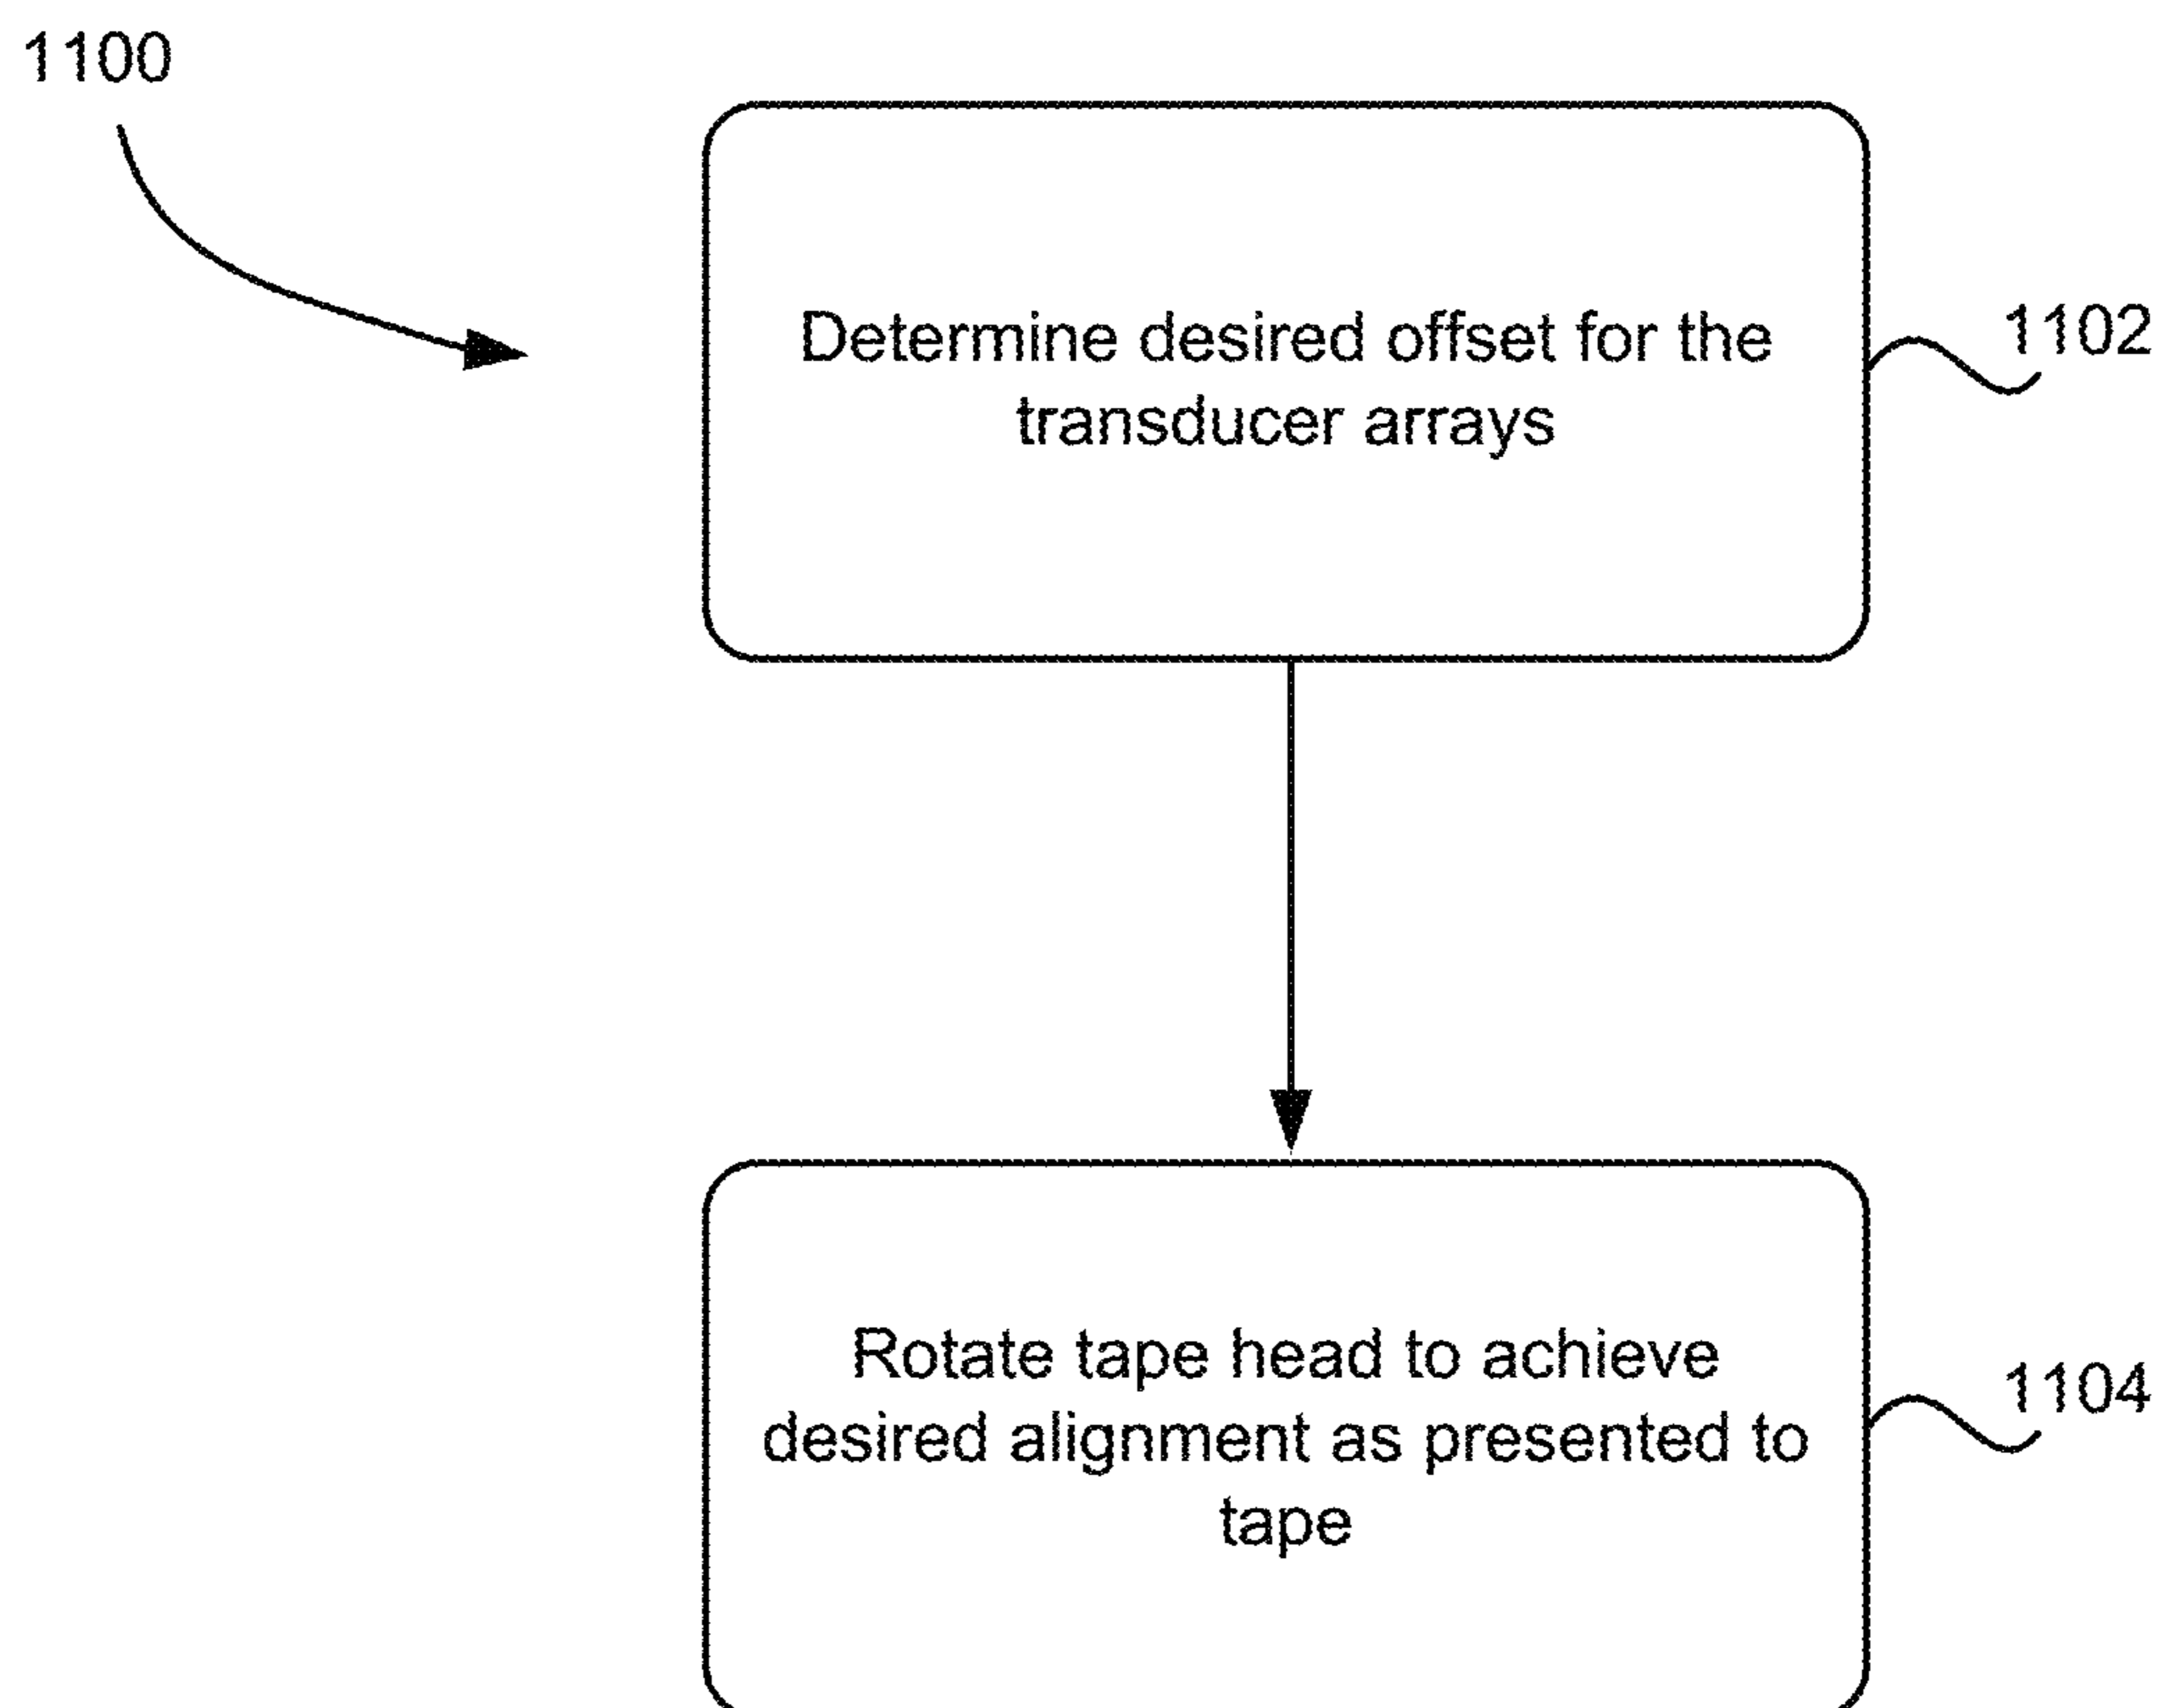 1100
Determine desired offset for the
transducer arrays
1102
Rotate tape head to achieve
desired alignment as presented to
tape
1104